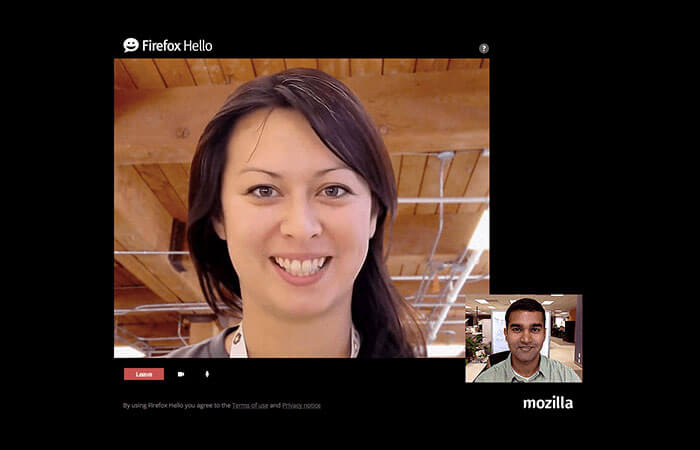 Firefox Hello
?
Leave
By using Firefox Hello you agree to the Terms of use and Privacy notice
mozilla